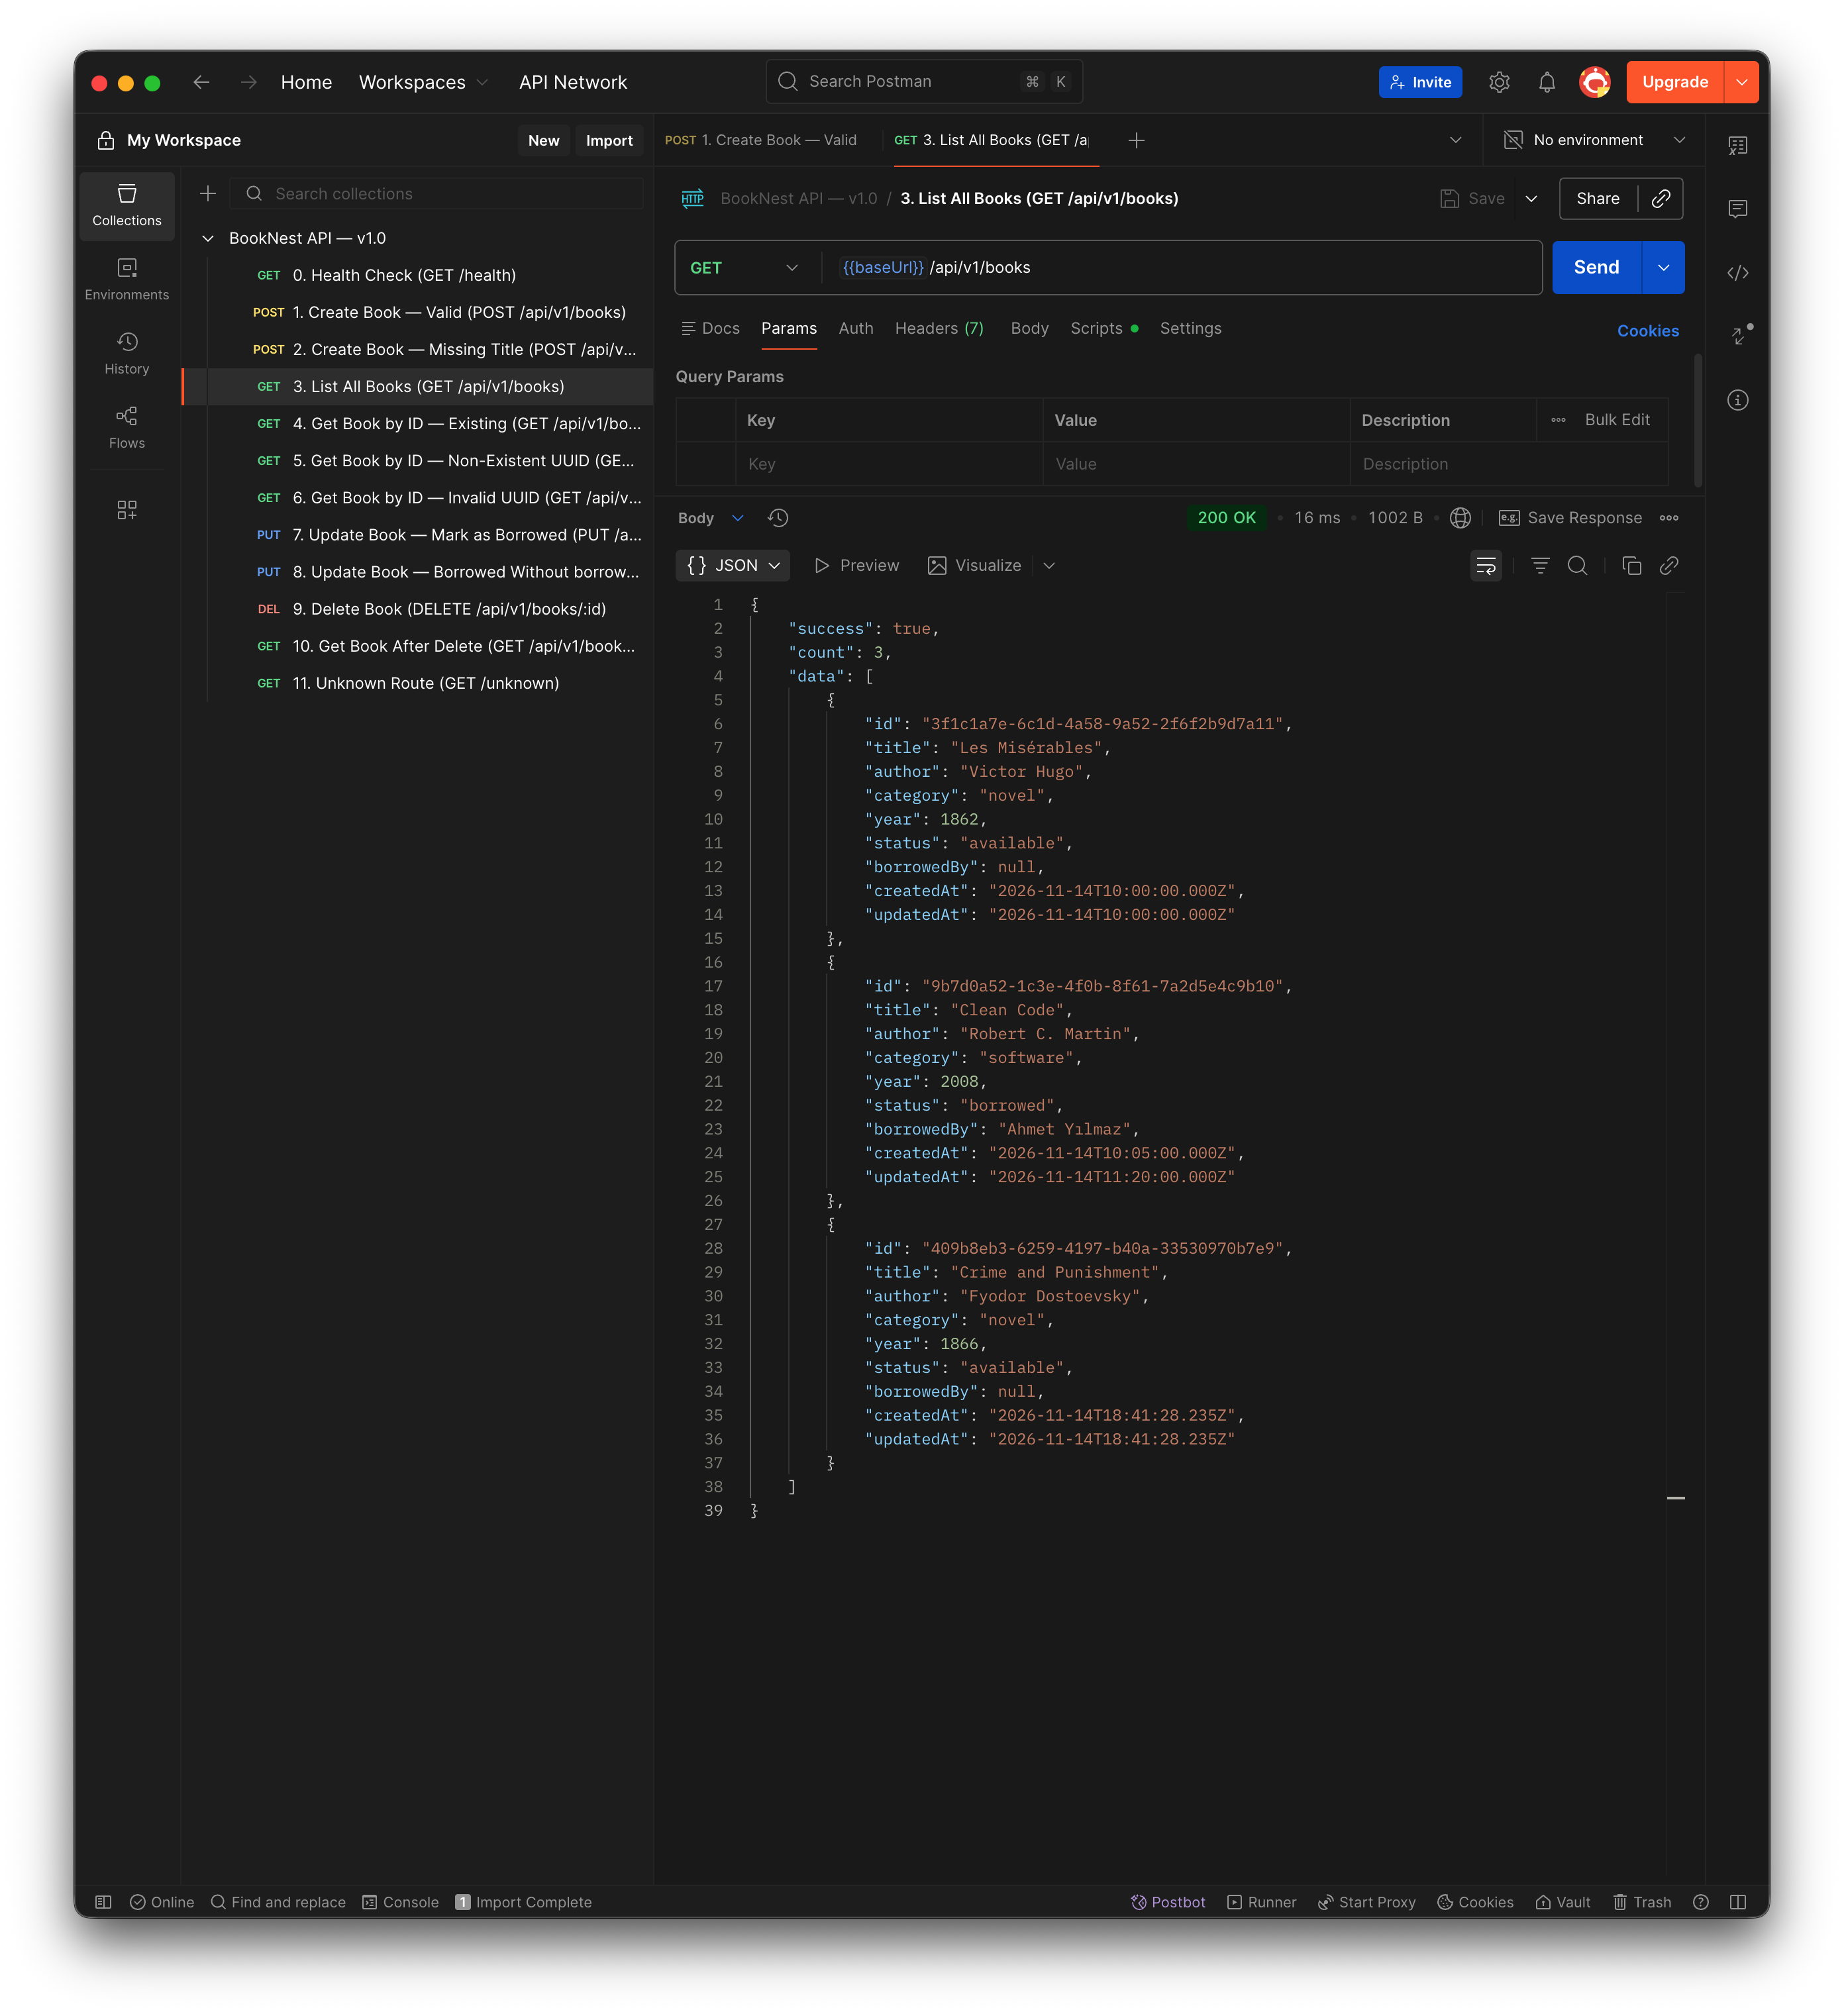 Home Workspaces API Network Search Postman ⌘ K Invite Upgrade
My Workspace New Import POST 1. Create Book — Valid GET 3. List All Books (GET /a No environment
Collections
Environments
History
Flows
Search collections
BookNest API — v1.0
GET 0. Health Check (GET /health)
POST 1. Create Book — Valid (POST /api/v1/books)
POST 2. Create Book — Missing Title (POST /api/v...
GET 3. List All Books (GET /api/v1/books)
GET 4. Get Book by ID — Existing (GET /api/v1/bo...
GET 5. Get Book by ID — Non-Existent UUID (GE...
GET 6. Get Book by ID — Invalid UUID (GET /api/v...
PUT 7. Update Book — Mark as Borrowed (PUT /a...
PUT 8. Update Book — Borrowed Without borrow...
DEL 9. Delete Book (DELETE /api/v1/books/:id)
GET 10. Get Book After Delete (GET /api/v1/book...
GET 11. Unknown Route (GET /unknown)
HTTP BookNest API — v1.0 / 3. List All Books (GET /api/v1/books) Save Share
GET {{baseUrl}} /api/v1/books Send
Docs Params Auth Headers (7) Body Scripts Settings Cookies
Query Params
Key Value Description Bulk Edit
Key Value Description
Body 200 OK 16 ms 1002 B e.g. Save Response
{} JSON Preview Visualize
1 {
2 "success": true,
3 "count": 3,
4 "data": [
5 {
6 "id": "3f1c1a7e-6c1d-4a58-9a52-2f6f2b9d7a11",
7 "title": "Les Misérables",
8 "author": "Victor Hugo",
9 "category": "novel",
10 "year": 1862,
11 "status": "available",
12 "borrowedBy": null,
13 "createdAt": "2026-11-14T10:00:00.000Z",
14 "updatedAt": "2026-11-14T10:00:00.000Z"
15 },
16 {
17 "id": "9b7d0a52-1c3e-4f0b-8f61-7a2d5e4c9b10",
18 "title": "Clean Code",
19 "author": "Robert C. Martin",
20 "category": "software",
21 "year": 2008,
22 "status": "borrowed",
23 "borrowedBy": "Ahmet Yılmaz",
24 "createdAt": "2026-11-14T10:05:00.000Z",
25 "updatedAt": "2026-11-14T11:20:00.000Z"
26 },
27 {
28 "id": "409b8eb3-6259-4197-b40a-33530970b7e9",
29 "title": "Crime and Punishment",
30 "author": "Fyodor Dostoevsky",
31 "category": "novel",
32 "year": 1866,
33 "status": "available",
34 "borrowedBy": null,
35 "createdAt": "2026-11-14T18:41:28.235Z",
36 "updatedAt": "2026-11-14T18:41:28.235Z"
37 }
38 ]
39 }
Online Find and replace Console 1 Import Complete Postbot Runner Start Proxy Cookies Vault Trash